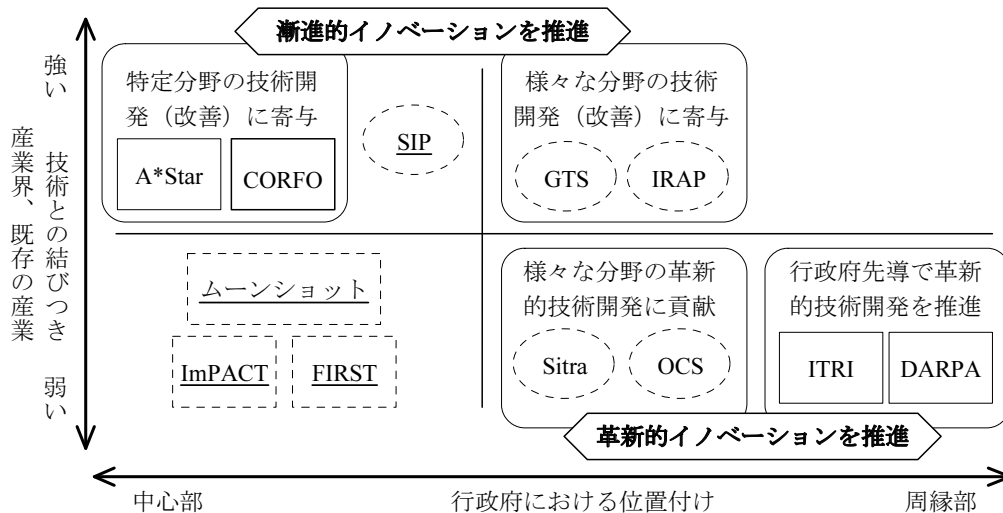 漸進的イノベーションを推進
強い
産業界、既存の産業
技術との結びつき
弱い
特定分野の技術開
発（改善）に寄与
A*Star
CORFO
SIP
様々な分野の技術
開発（改善）に寄与
GTS
IRAP
ムーンショット
ImPACT
FIRST
様々な分野の革新
的技術開発に貢献
Sitra
OCS
行政府先導で革新
的技術開発を推進
ITRI
DARPA
革新的イノベーションを推進
中心部
行政府における位置付け
周縁部